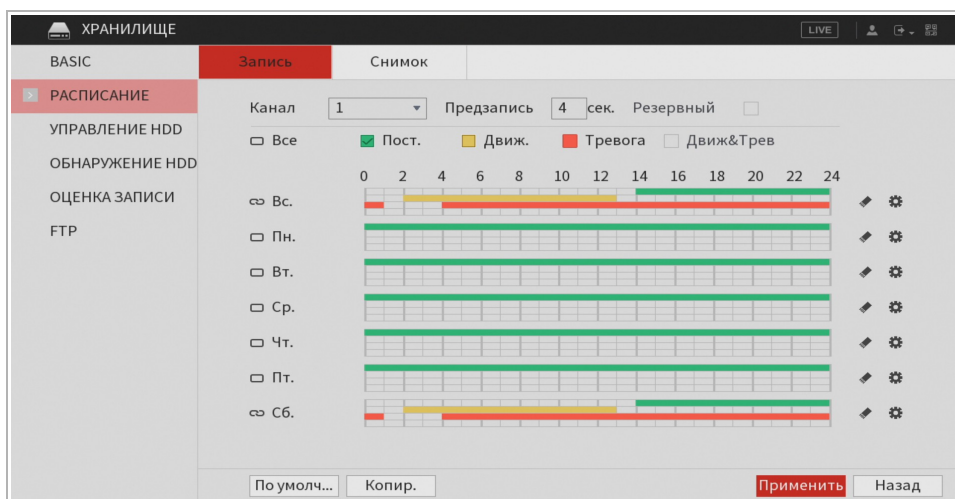 ХРАНИЛИЩЕ LIVE
BASIC Запись Снимок
РАСПИСАНИЕ
УПРАВЛЕНИЕ HDD
ОБНАРУЖЕНИЕ HDD
ОЦЕНКА ЗАПИСИ
FTP
Канал 1 Предзапись 4 сек. Резервный
Все Пост. Движ. Тревога Движ&Трев
0 2 4 6 8 10 12 14 16 18 20 22 24
Вс.
Пн.
Вт.
Ср.
Чт.
Пт.
Сб.
По умолч... Копир. Применить Назад